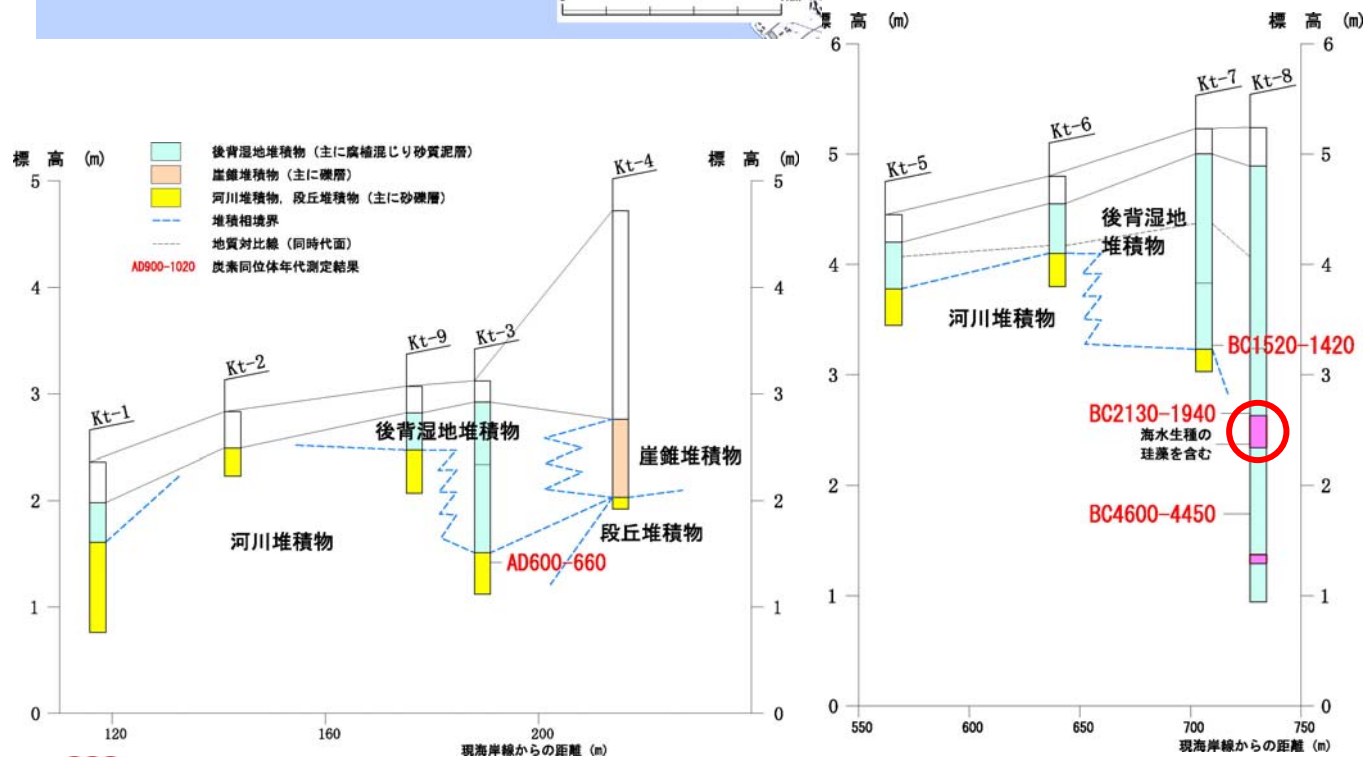 標 高 (m)
5
4
3
2
1
0
後背湿地堆積物（主に腐植混じり砂質泥層）
崖錐堆積物（主に礫層）
河川堆積物，段丘堆積物（主に砂礫層）
堆積相境界
地質対比線（同時代面）
AD900-1020 炭素同位体年代測定結果
Kt-1
Kt-2
Kt-9
Kt-3
Kt-4
後背湿地堆積物
崖錐堆積物
河川堆積物
段丘堆積物
AD600-660
標 高 (m)
5
4
3
2
1
0
120
160
200
現海岸線からの距離 (m)
標 高 (m)
6
5
4
3
2
1
0
Kt-5
Kt-6
Kt-7
Kt-8
後背湿地
堆積物
河川堆積物
BC1520-1420
BC2130-1940
海水生種の
珪藻を含む
BC4600-4450
標 高 (m)
6
5
4
3
2
1
0
550
600
650
700
750
現海岸線からの距離 (m)